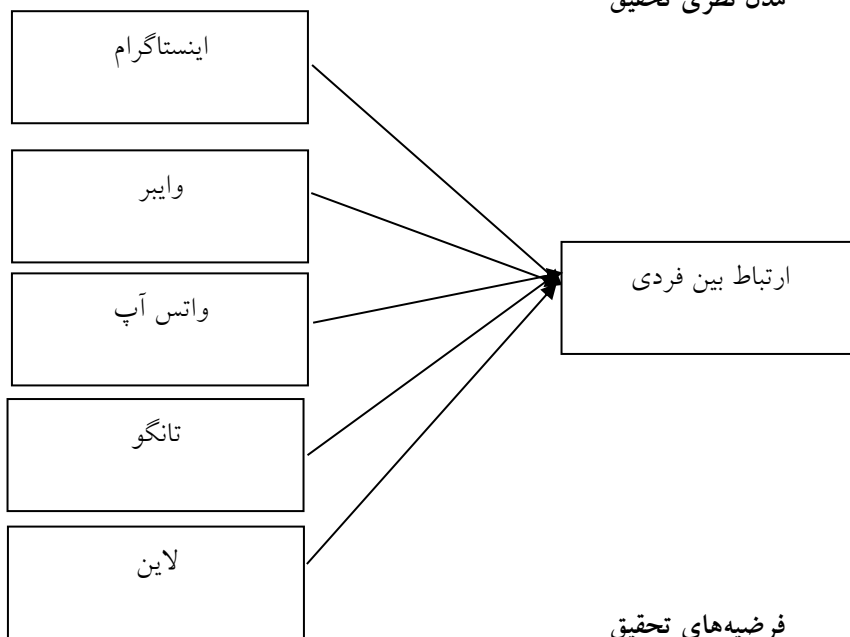 مدل نظری تحقیق
اینستاگرام
وایبر
واتس آپ
تانگو
لاین
ارتباط بین فردی
فرضیه‌های تحقیق